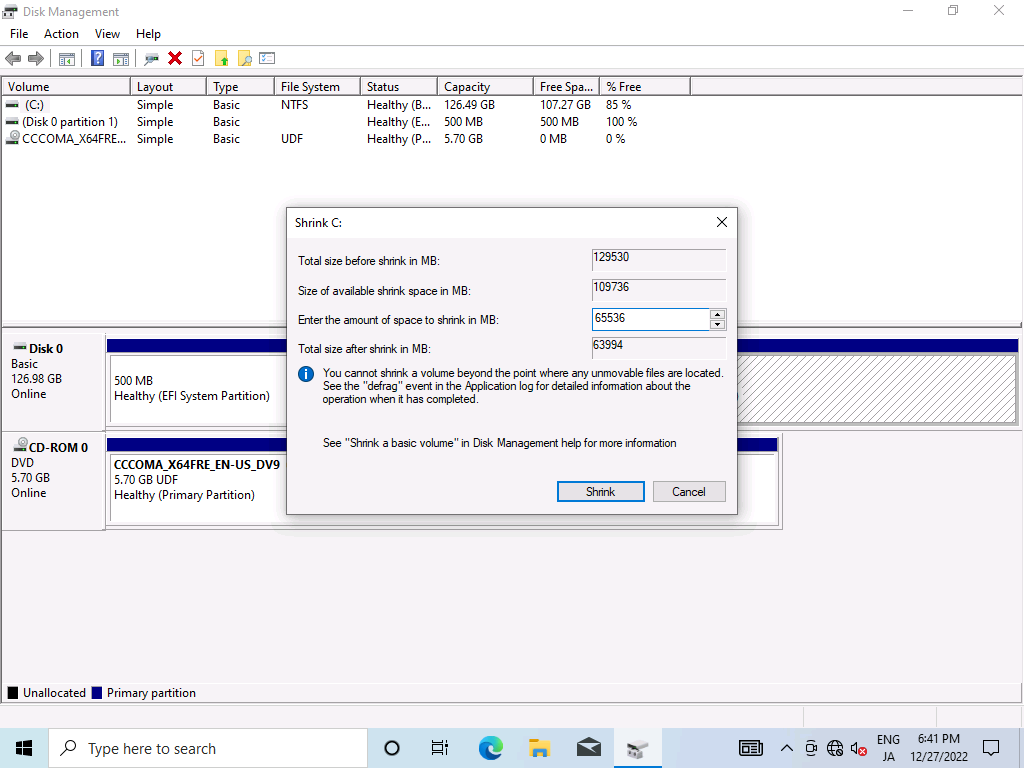 Disk Management
File Action View Help
Volume Layout Type File System Status Capacity Free Spa... % Free
(C:) Simple Basic NTFS Healthy (B... 126.49 GB 107.27 GB 85 %
(Disk 0 partition 1) Simple Basic Healthy (E... 500 MB 500 MB 100 %
CCCOMA_X64FRE... Simple Basic UDF Healthy (P... 5.70 GB 0 MB 0 %
Shrink C:
Total size before shrink in MB: 129530
Size of available shrink space in MB: 109736
Enter the amount of space to shrink in MB: 65536
Total size after shrink in MB: 63994
You cannot shrink a volume beyond the point where any unmovable files are located.
See the "defrag" event in the Application log for detailed information about the
operation when it has completed.
See "Shrink a basic volume" in Disk Management help for more information
Shrink Cancel
Disk 0
Basic
126.98 GB
Online
500 MB
Healthy (EFI System Partition)
CD-ROM 0
DVD
5.70 GB
Online
CCCOMA_X64FRE_EN-US_DV9
5.70 GB UDF
Healthy (Primary Partition)
Unallocated Primary partition
Type here to search
ENG
JA
6:41 PM
12/27/2022